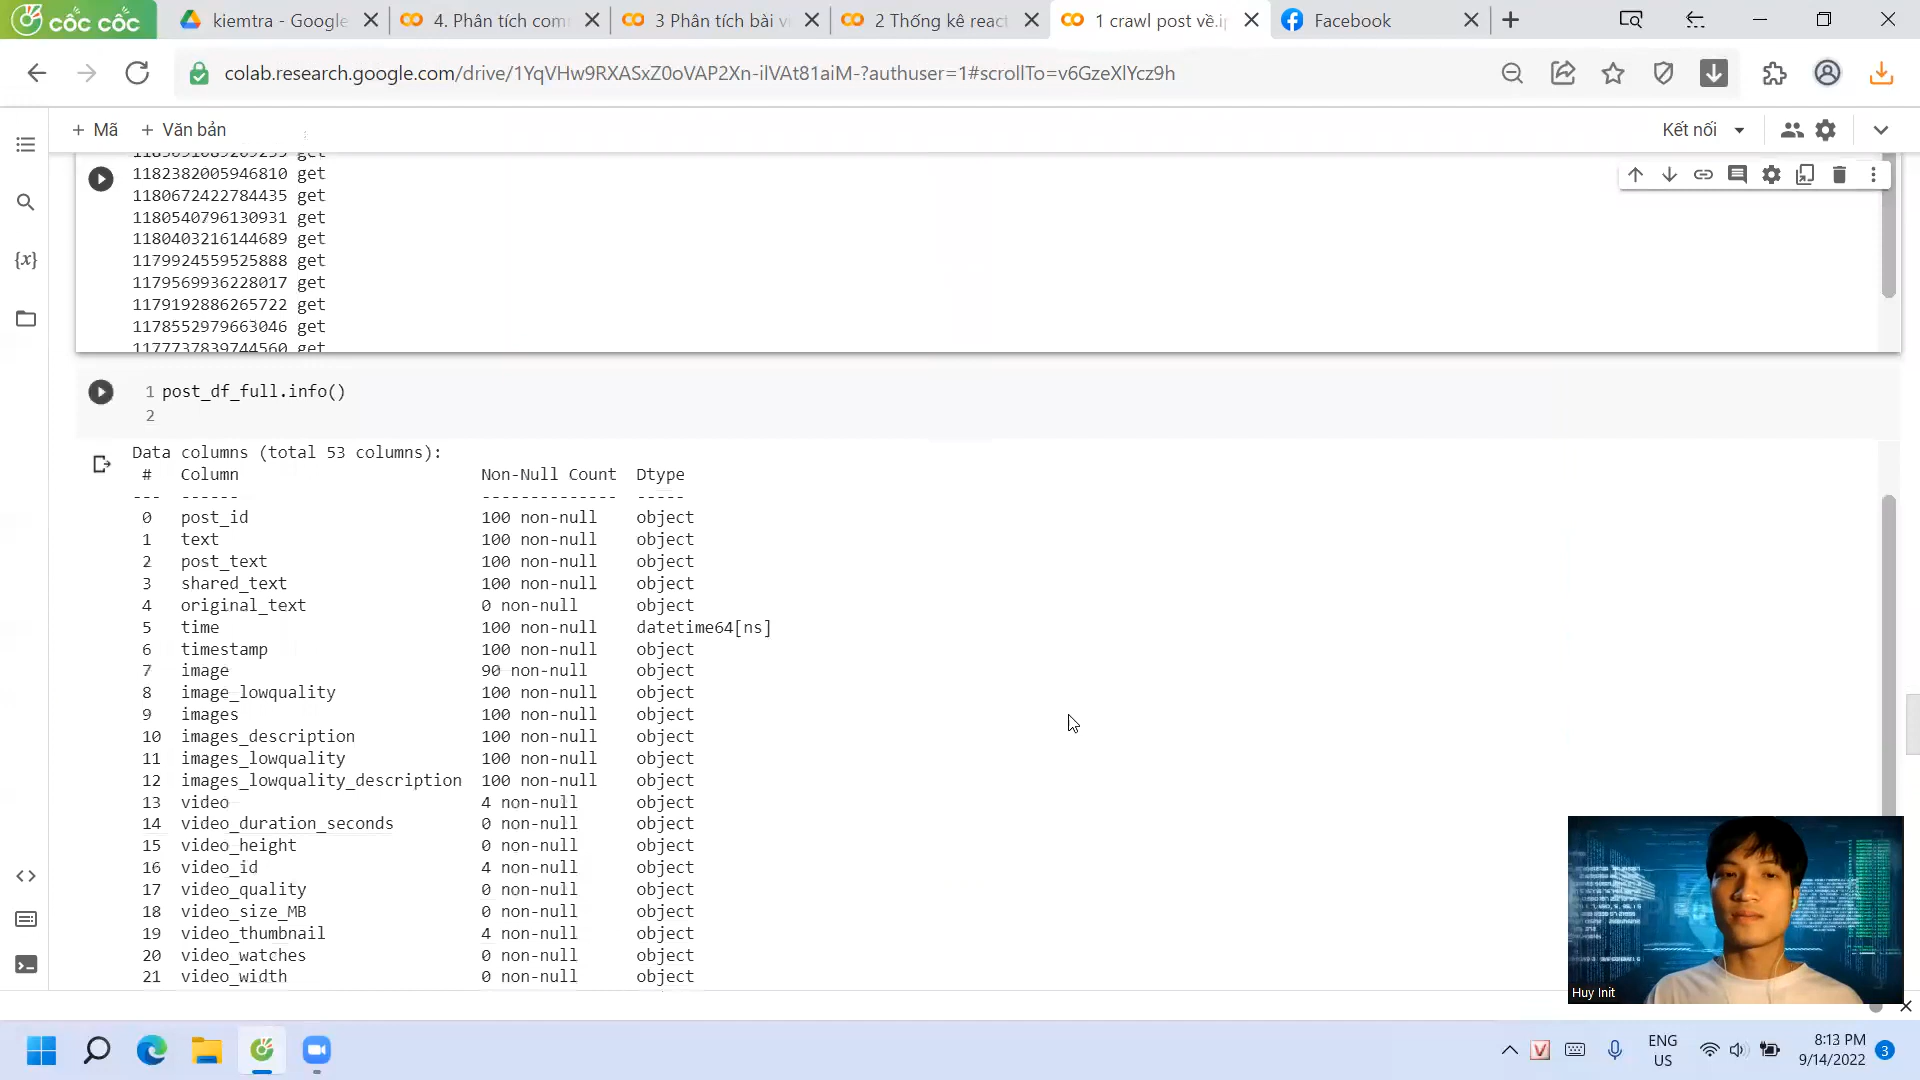 cốc cốc
kiemtra - Google
4. Phân tích com
3 Phân tích bài v
2 Thống kê react
1 crawl post về.ip
Facebook
colab.research.google.com/drive/1YqVHw9RXASxZ0oVAP2Xn-ilVAt81aiM-?authuser=1#scrollTo=v6GzeXlYcz9h
+ Mã + Văn bản
Kết nối
1183091089209235 get
1182382005946810 get
1180672422784435 get
1180540796130931 get
1180403216144689 get
1179924559525888 get
1179569936228017 get
1179192886265722 get
1178552979663046 get
1177737839744560 get
1 post_df_full.info()
2
Data columns (total 53 columns):
# Column Non-Null Count Dtype
--- ------ -------------- -----
0 post_id 100 non-null object
1 text 100 non-null object
2 post_text 100 non-null object
3 shared_text 100 non-null object
4 original_text 0 non-null object
5 time 100 non-null datetime64[ns]
6 timestamp 100 non-null object
7 image 90 non-null object
8 image_lowquality 100 non-null object
9 images 100 non-null object
10 images_description 100 non-null object
11 images_lowquality 100 non-null object
12 images_lowquality_description 100 non-null object
13 video 4 non-null object
14 video_duration_seconds 0 non-null object
15 video_height 0 non-null object
16 video_id 4 non-null object
17 video_quality 0 non-null object
18 video_size_MB 0 non-null object
19 video_thumbnail 4 non-null object
20 video_watches 0 non-null object
21 video_width 0 non-null object
Huy Init
ENG
US
8:13 PM
9/14/2022
3